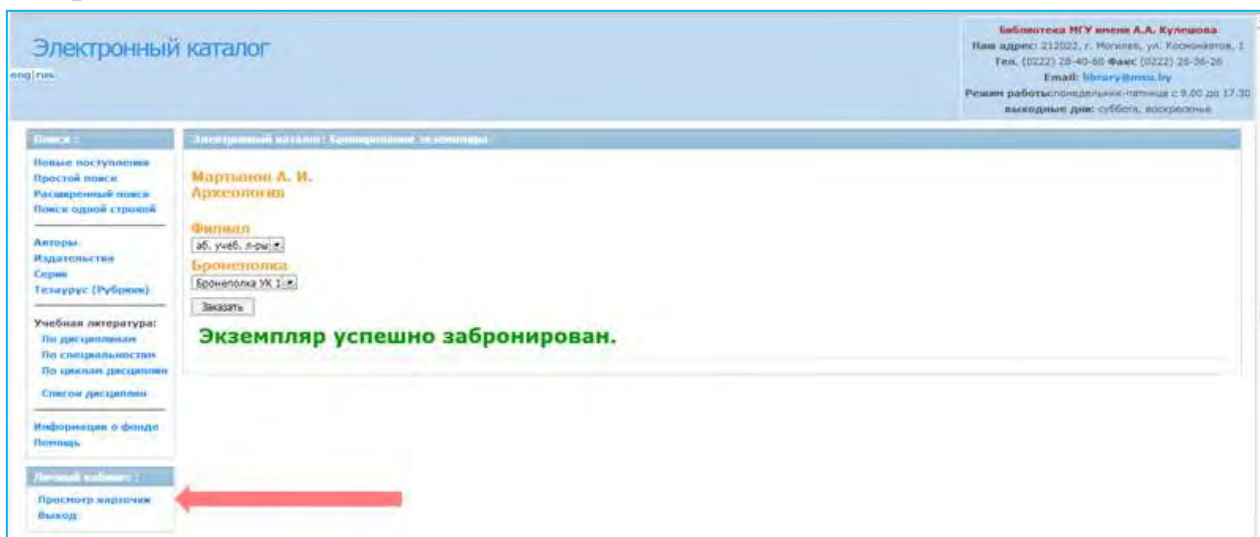 Электронный каталог
eng|rus
Библиотека МГУ имени А.А. Кулешова
Наш адрес: 212022, г. Могилев, ул. Космонавтов, 1
Тел. (0222) 28-40-60 Факс (0222) 28-36-26
Email: library@msu.by
Режим работы:понедельник-пятница с 9.00 до 17-30
выходные дни: суббота, воскресенье
Поиск :
Новые поступления
Простой поиск
Расширенный поиск
Поиск одной строкой
Авторы
Издательства
Серии
Тезаурус (Рубрики)
Учебная литература:
По дисциплинам
По специальностям
По циклам дисциплин
Список дисциплин
Информация о фонде
Помощь
Личный кабинет :
Просмотр карточки
Выход
Электронный каталог: Бронирование экземпляра
Мартынов А. И.
Археология
Филиал
аб. учеб. л-ры
Бронеполка
Бронеполка УК 1
Заказать
Экземпляр успешно забронирован.